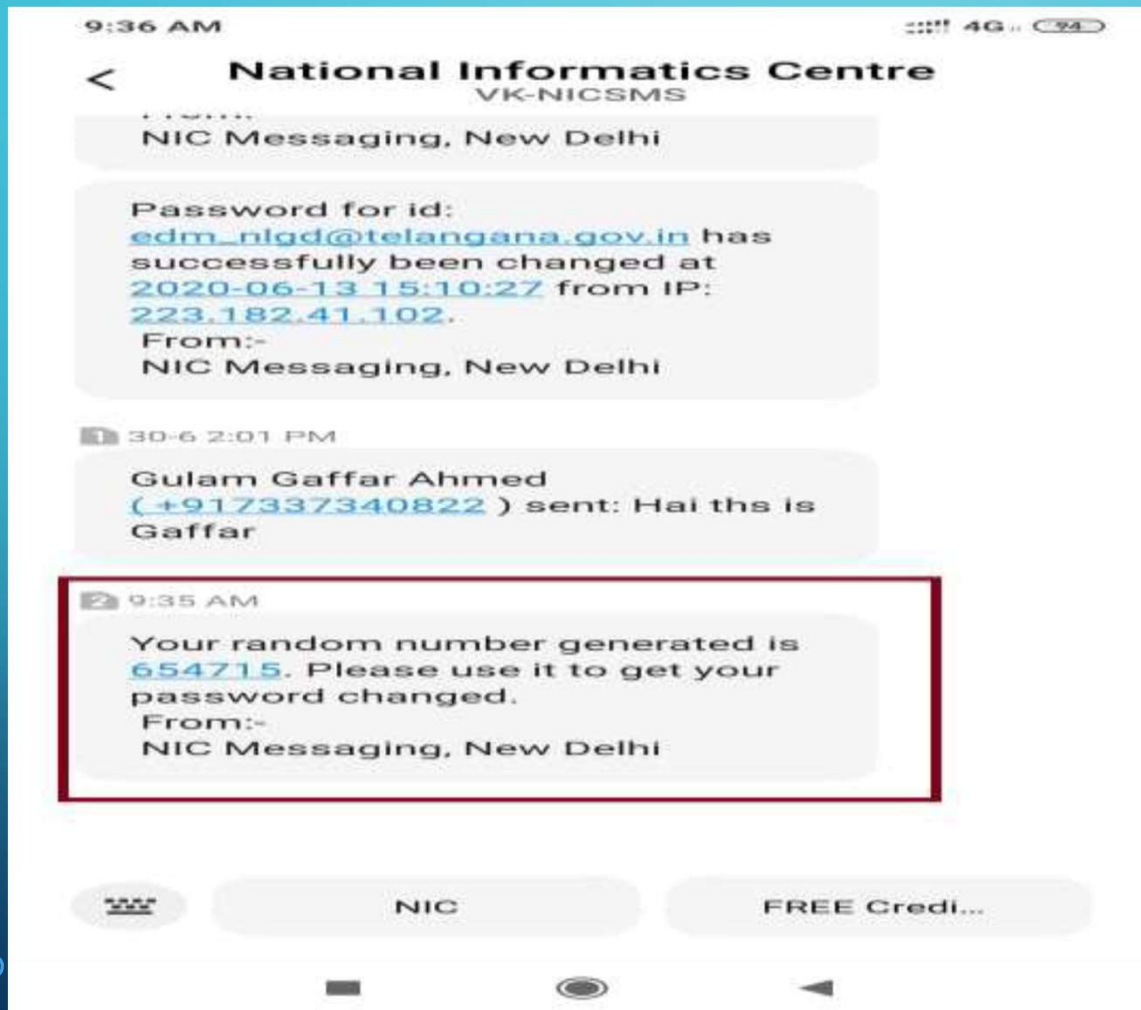 9:36 AM 4G 94
< National Informatics Centre
VK-NICSMS
From:-
NIC Messaging, New Delhi
Password for id:
edm_nlgd@telangana.gov.in has
successfully been changed at
2020-06-13 15:10:27 from IP:
223.182.41.102.
From:-
NIC Messaging, New Delhi
1 30-6 2:01 PM
Gulam Gaffar Ahmed
( +917337340822 ) sent: Hai ths is
Gaffar
2 9:35 AM
Your random number generated is
654715. Please use it to get your
password changed.
From:-
NIC Messaging, New Delhi
NIC FREE Credi...